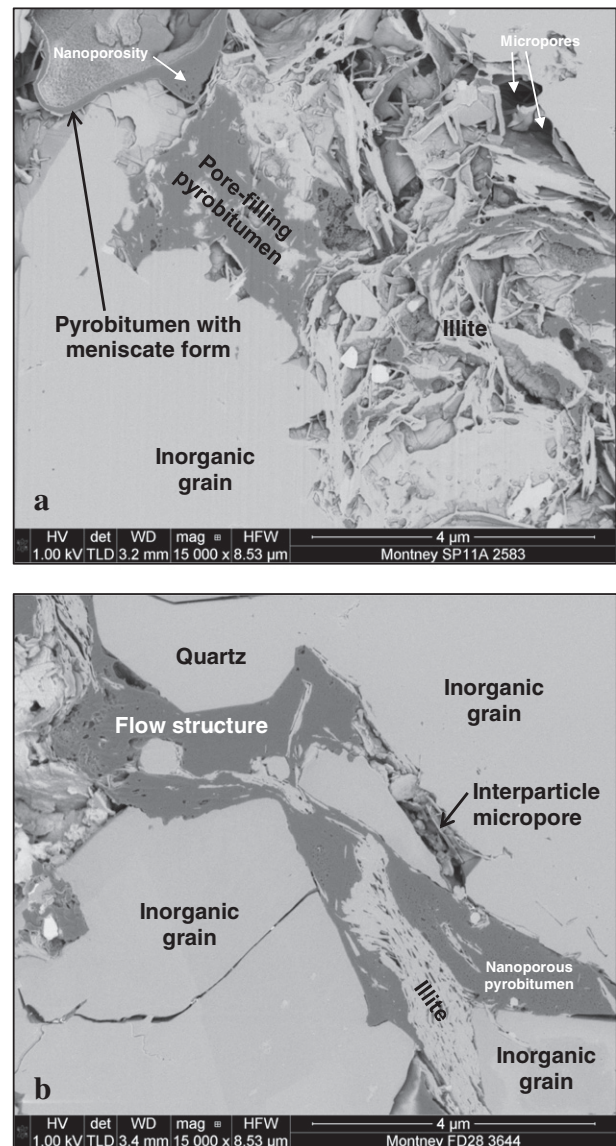 Nanoporosity
Micropores
Pore-filling
pyrobitumen
Pyrobitumen with
meniscate form
Illite
Inorganic
grain
a
HV det WD mag ⊞ HFW 4 µm
1.00 kV TLD 3.2 mm 15 000 x 8.53 µm Montney SP11A 2583
Quartz
Inorganic
grain
Flow structure
Interparticle
micropore
Inorganic
grain
Nanoporous
pyrobitumen
Illite
Inorganic
grain
b
HV det WD mag ⊞ HFW 4 µm
1.00 kV TLD 3.4 mm 15 000 x 8.53 µm Montney FD28 3644